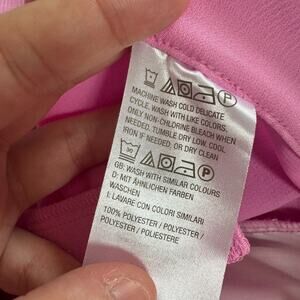 MACHINE WASH COLD DELICATE
CYCLE. WASH WITH LIKE COLORS.
ONLY NON-CHLORINE BLEACH WHEN
NEEDED. TUMBLE DRY LOW. COOL
IRON IF NEEDED, OR DRY CLEAN
P
30
P
GB: WASH WITH SIMILAR COLOURS
D: MIT ÄHNLICHEN FARBEN
WASCHEN
I: LAVARE CON COLORI SIMILARI
100% POLYESTER / POLYESTER
/ POLYESTER / POLIESTERE